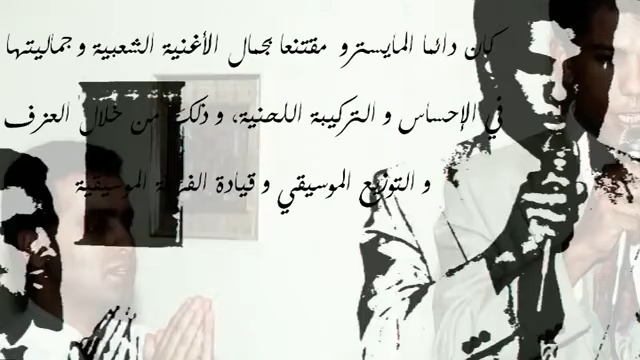 كان دائما المايسترو مقتنعا بجمال الأغنية الشعبية و جماليتها
في الإحساس و التركيبة اللحنية، و ذلك من خلال العزف
و التوزيع الموسيقي و قيادة الفرقة الموسيقية